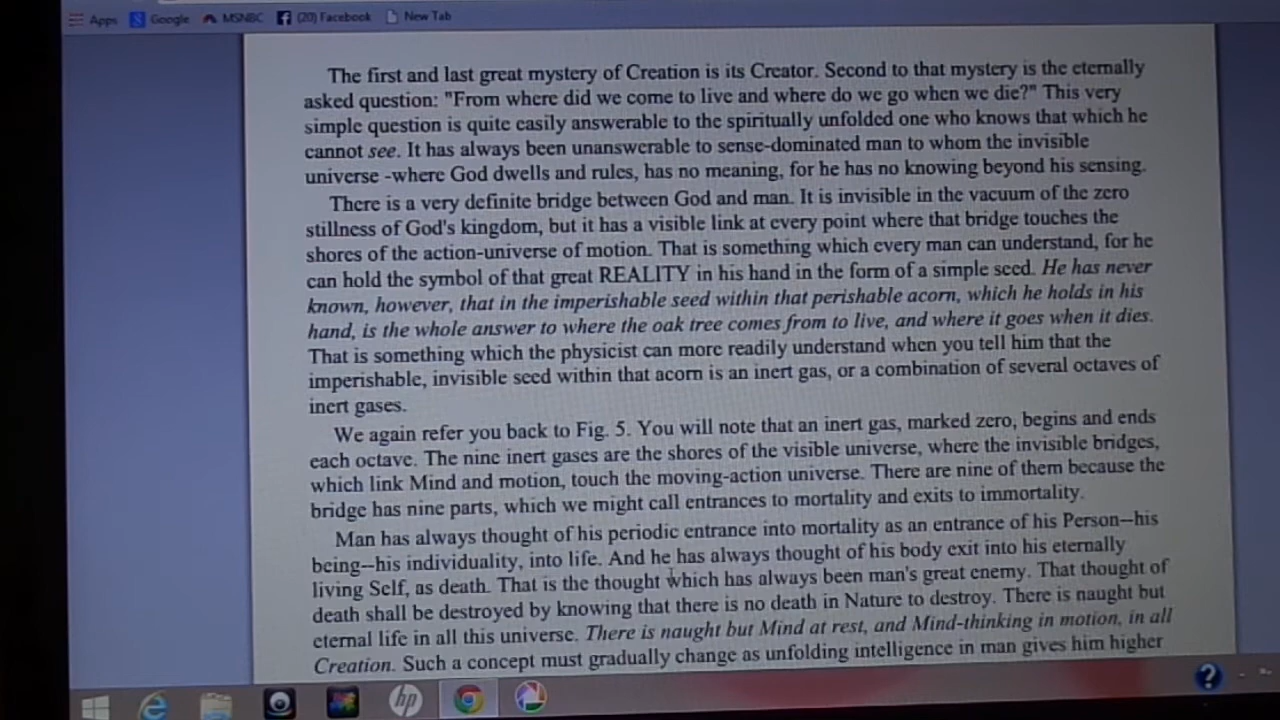 Apps Google MSNBC (20) Facebook New Tab
The first and last great mystery of Creation is its Creator. Second to that mystery is the eternally
asked question: "From where did we come to live and where do we go when we die?" This very
simple question is quite easily answerable to the spiritually unfolded one who knows that which he
cannot see. It has always been unanswerable to sense-dominated man to whom the invisible
universe -where God dwells and rules, has no meaning, for he has no knowing beyond his sensing.
There is a very definite bridge between God and man. It is invisible in the vacuum of the zero
stillness of God's kingdom, but it has a visible link at every point where that bridge touches the
shores of the action-universe of motion. That is something which every man can understand, for he
can hold the symbol of that great REALITY in his hand in the form of a simple seed. He has never
known, however, that in the imperishable seed within that perishable acorn, which he holds in his
hand, is the whole answer to where the oak tree comes from to live, and where it goes when it dies.
That is something which the physicist can more readily understand when you tell him that the
imperishable, invisible seed within that acorn is an inert gas, or a combination of several octaves of
inert gases.
We again refer you back to Fig. 5. You will note that an inert gas, marked zero, begins and ends
each octave. The nine inert gases are the shores of the visible universe, where the invisible bridges,
which link Mind and motion, touch the moving-action universe. There are nine of them because the
bridge has nine parts, which we might call entrances to mortality and exits to immortality.
Man has always thought of his periodic entrance into mortality as an entrance of his Person--his
being--his individuality, into life. And he has always thought of his body exit into his eternally
living Self, as death. That is the thought which has always been man's great enemy. That thought of
death shall be destroyed by knowing that there is no death in Nature to destroy. There is naught but
eternal life in all this universe. There is naught but Mind at rest, and Mind-thinking in motion, in all
Creation. Such a concept must gradually change as unfolding intelligence in man gives him higher
hp ?